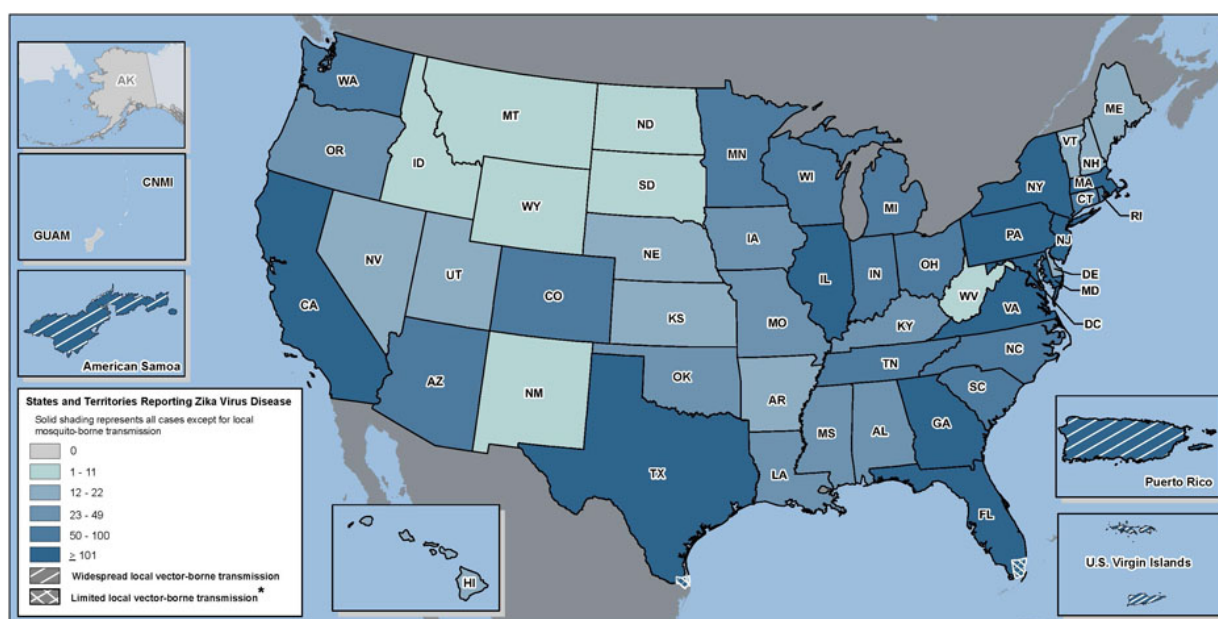 AK
CNMI
GUAM
American Samoa
States and Territories Reporting Zika Virus Disease
Solid shading represents all cases except for local
mosquito-borne transmission
0
1 - 11
12 - 22
23 - 49
50 - 100
≥ 101
Widespread local vector-borne transmission
Limited local vector-borne transmission*
WA
MT
ND
MN
ME
VT
NH
OR
ID
WY
SD
WI
MI
NY
MA
CT
RI
NV
UT
CO
NE
IA
IL
IN
OH
PA
NJ
DE
MD
DC
WV
VA
CA
KS
MO
KY
NC
TN
SC
AZ
NM
OK
AR
MS
AL
GA
TX
LA
FL
HI
Puerto Rico
U.S. Virgin Islands